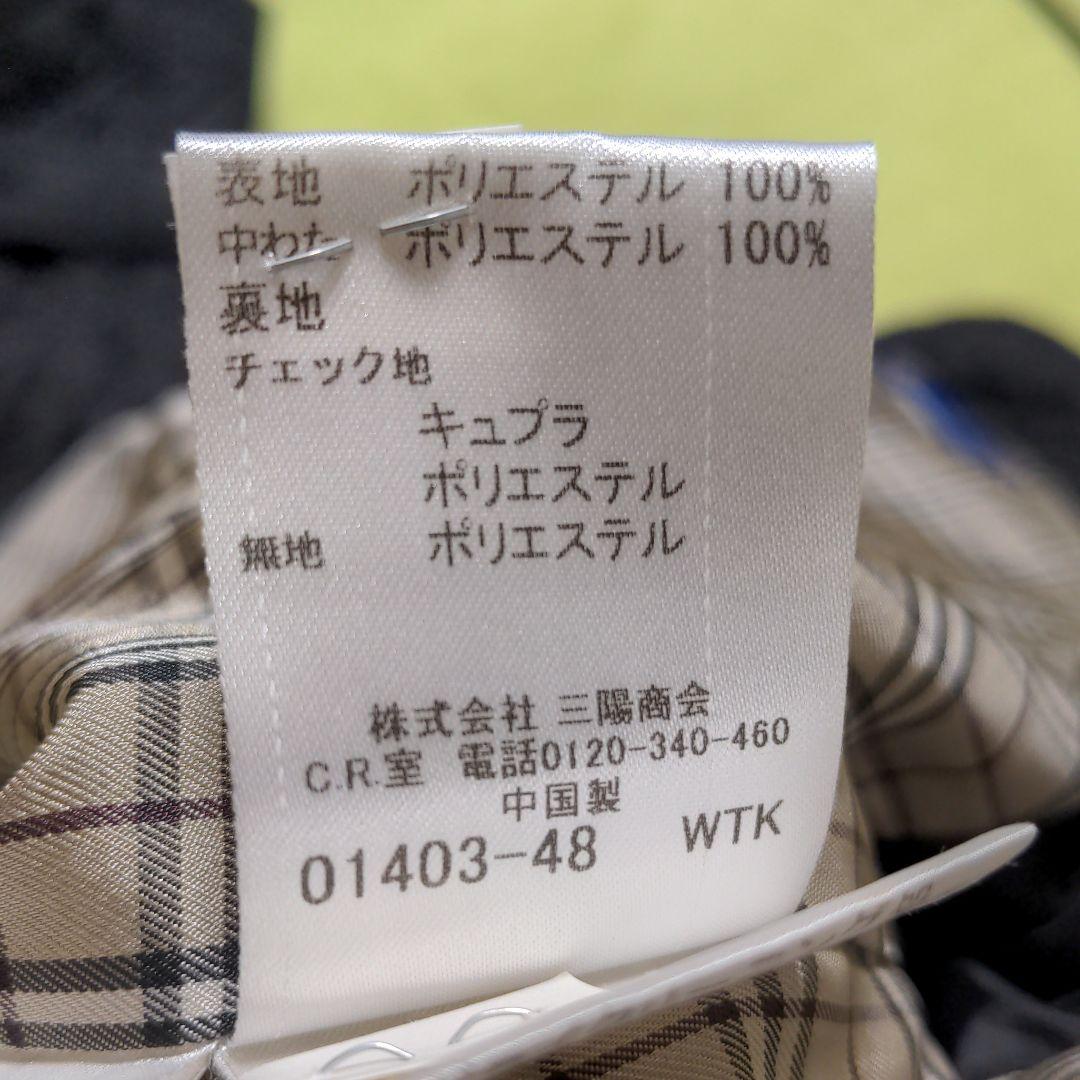 表地 ポリエステル 100%
中わた ポリエステル 100%
裏地
チェック地
キュプラ
ポリエステル
無地 ポリエステル
株式会社 三陽商会
C.R.室 電話0120-340-460
中国製
01403-48 WTK